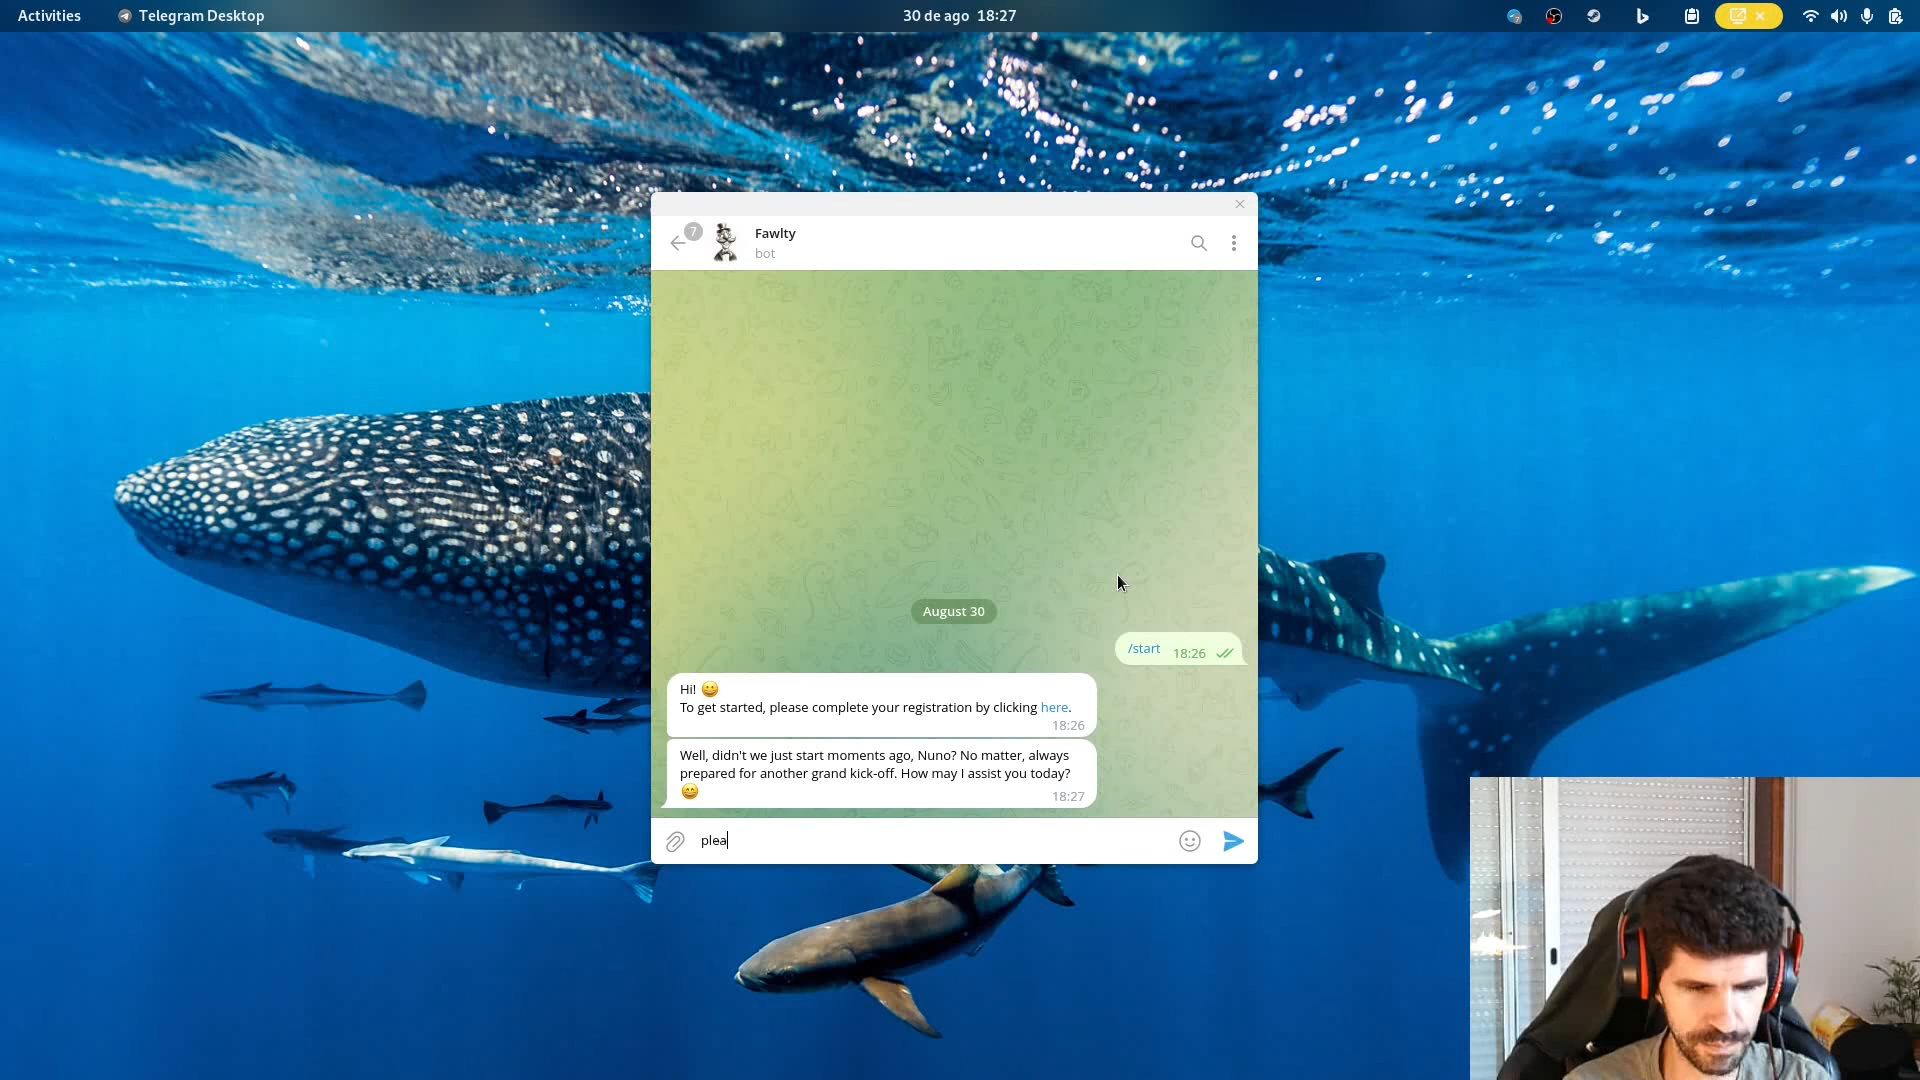 Activities
Telegram Desktop
30 de ago 18:27
7
Fawlty
bot
August 30
/start 18:26
Hi! 😀
To get started, please complete your registration by clicking here.
18:26
Well, didn't we just start moments ago, Nuno? No matter, always
prepared for another grand kick-off. How may I assist you today?
😄
18:27
plea